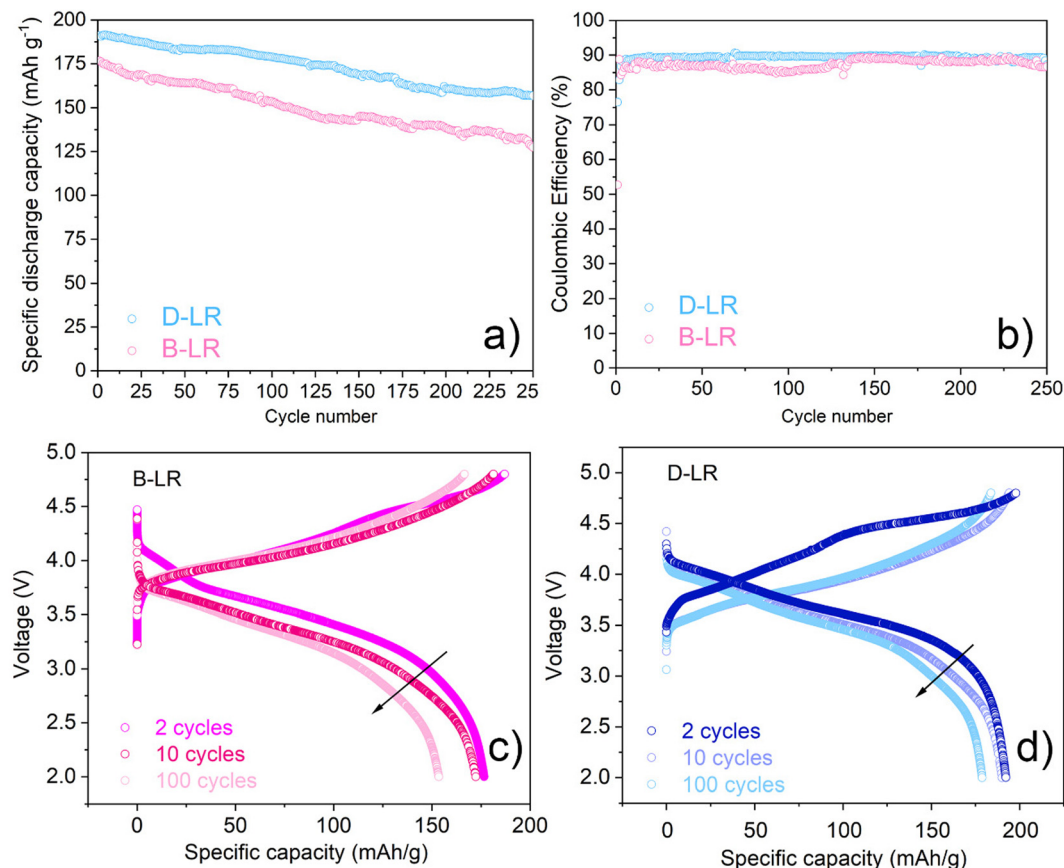 a)
Specific discharge capacity (mAh g⁻¹)
200
175
150
125
100
75
50
25
0
D-LR
B-LR
0 25 50 75 100 125 150 175 200 225 25
Cycle number
b)
Coulombic Efficiency (%)
100
90
80
70
60
50
40
30
20
10
0
D-LR
B-LR
0 50 100 150 200 250
Cycle number
B-LR
Voltage (V)
5.0
4.5
4.0
3.5
3.0
2.5
2.0
2 cycles
10 cycles
100 cycles
c)
0 50 100 150 200
Specific capacity (mAh/g)
D-LR
Voltage (V)
5.0
4.5
4.0
3.5
3.0
2.5
2.0
2 cycles
10 cycles
100 cycles
d)
0 50 100 150 200
Specific capacity (mAh/g)